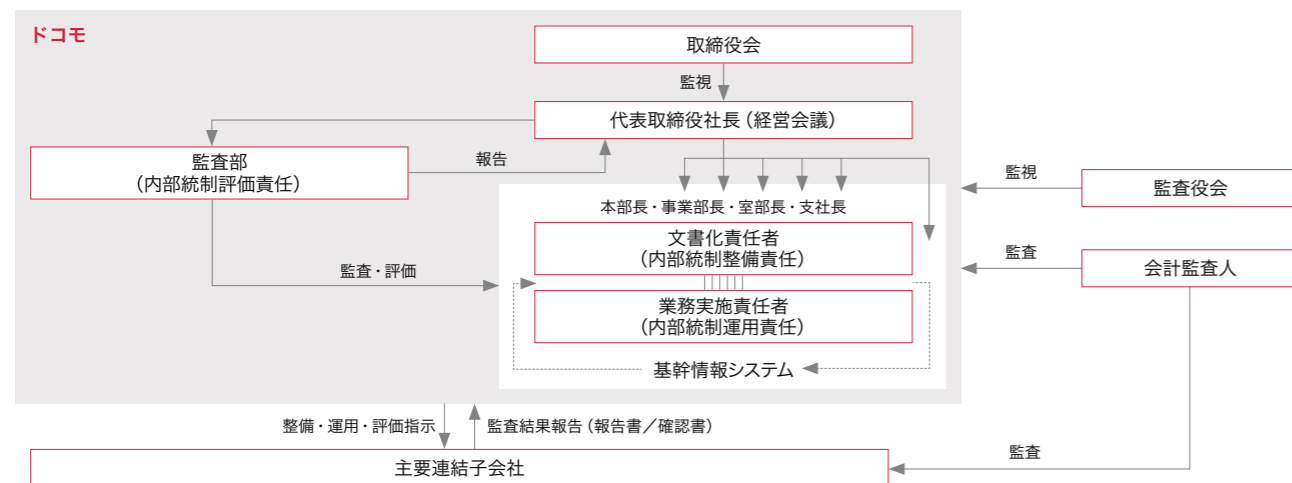 ドコモ
取締役会
監視
代表取締役社長（経営会議）
監査部
（内部統制評価責任）
報告
本部長・事業部長・室部長・支社長
文書化責任者
（内部統制整備責任）
業務実施責任者
（内部統制運用責任）
基幹情報システム
監査・評価
監視
監査役会
監査
会計監査人
整備・運用・評価指示
監査結果報告（報告書／確認書）
主要連結子会社
監査